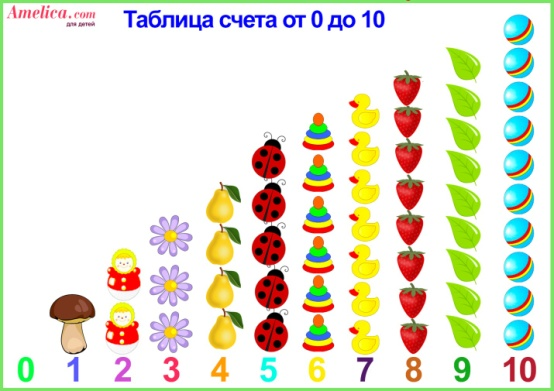 Amelica.com
для детей
Таблица счета от 0 до 10
0 1 2 3 4 5 6 7 8 9 10